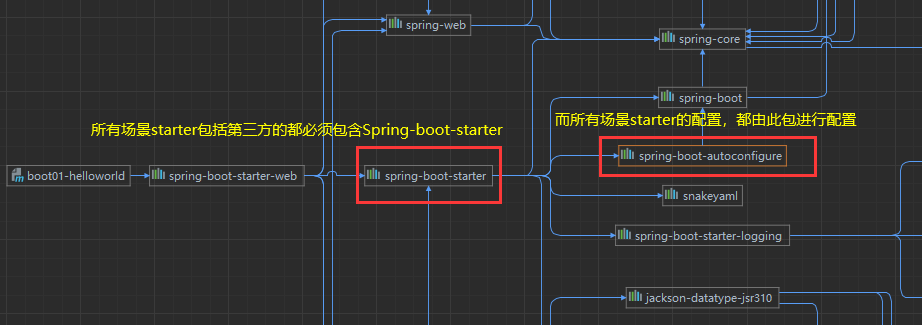 spring-web
spring-core
spring-boot
所有场景starter包括第三方的都必须包含Spring-boot-starter
而所有场景starter的配置，都由此包进行配置
spring-boot-autoconfigure
boot01-helloworld
spring-boot-starter-web
spring-boot-starter
snakeyaml
spring-boot-starter-logging
jackson-datatype-jsr310